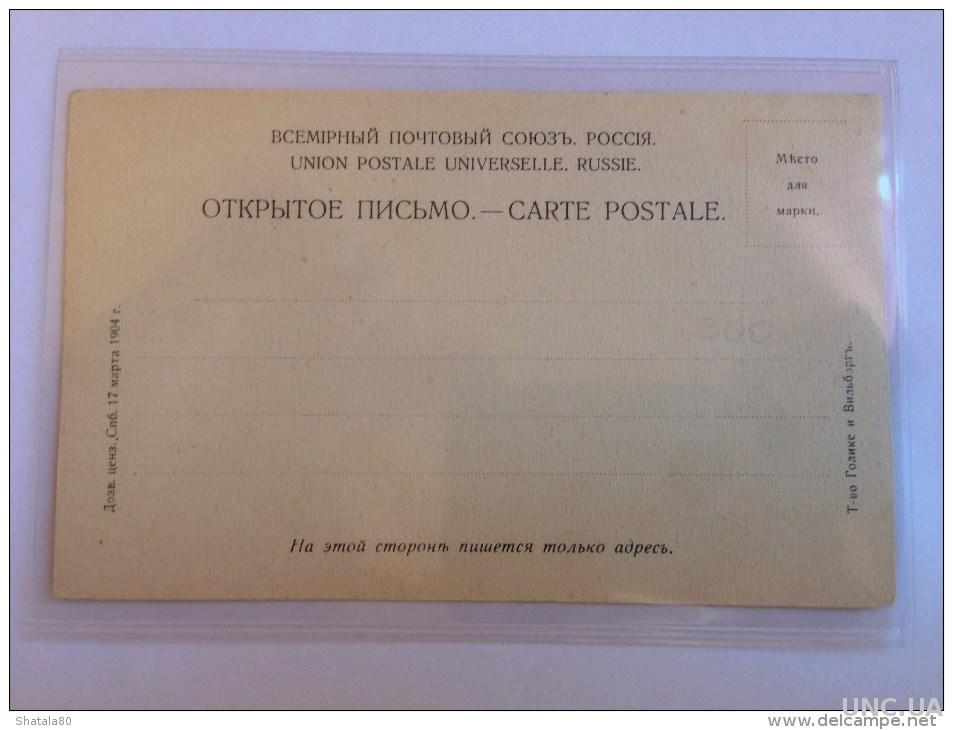 ВСЕМІРНЫЙ ПОЧТОВЫЙ СОЮЗЪ. РОССІЯ.
UNION POSTALE UNIVERSELLE. RUSSIE.
ОТКРЫТОЕ ПИСЬМО.—CARTE POSTALE.
Мѣсто
для
марки.
Дозв. ценз. Спб. 17 марта 1904 г.
Т-во Голике и Вильборгъ.
На этой сторонѣ пишется только адресъ.
UNC.UA
Shatala80
www.delcampe.net